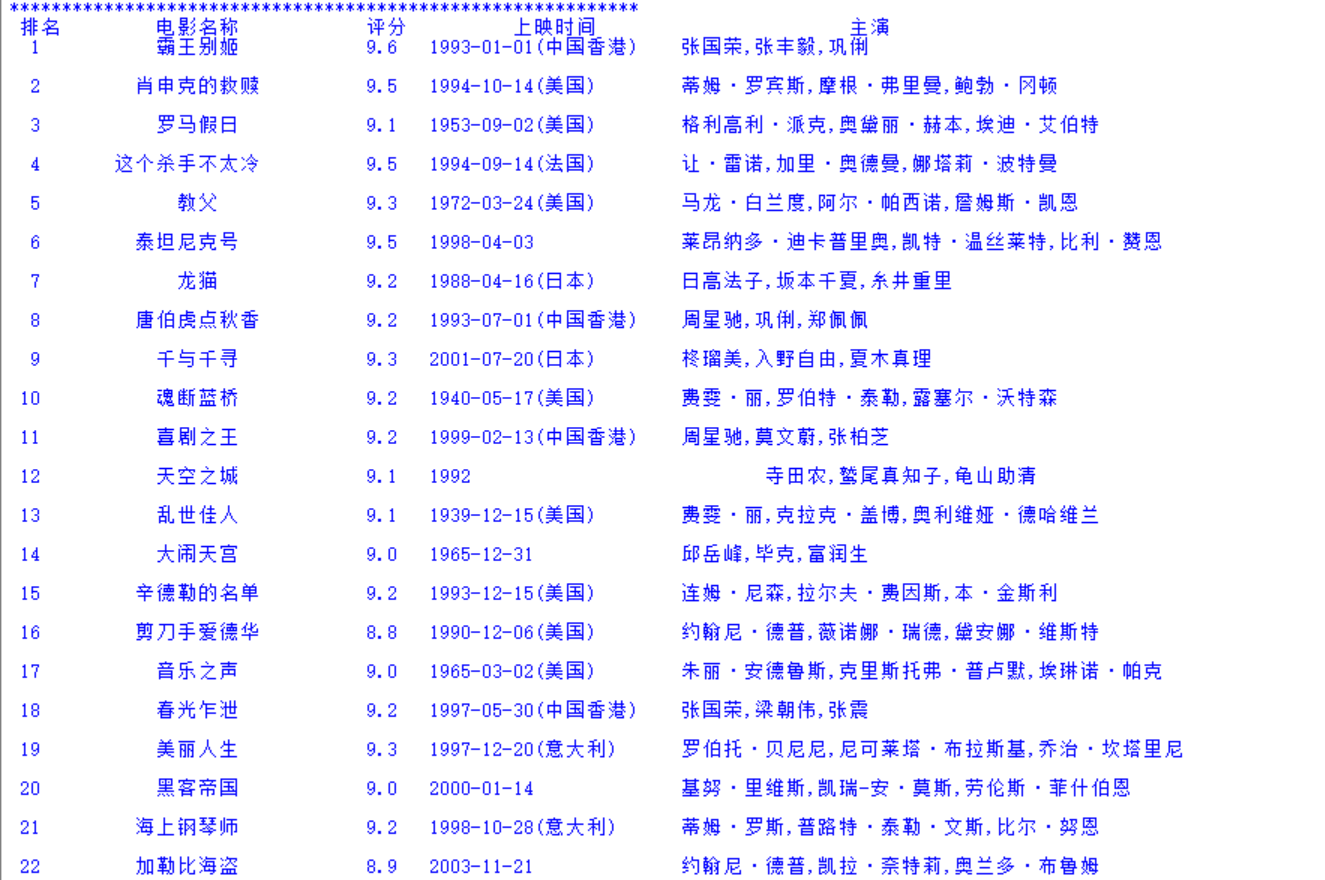 ************************************************************
排名 电影名称 评分 上映时间 主演
1 霸王别姬 9.6 1993-01-01(中国香港) 张国荣,张丰毅,巩俐
2 肖申克的救赎 9.5 1994-10-14(美国) 蒂姆·罗宾斯,摩根·弗里曼,鲍勃·冈顿
3 罗马假日 9.1 1953-09-02(美国) 格利高利·派克,奥黛丽·赫本,埃迪·艾伯特
4 这个杀手不太冷 9.5 1994-09-14(法国) 让·雷诺,加里·奥德曼,娜塔莉·波特曼
5 教父 9.3 1972-03-24(美国) 马龙·白兰度,阿尔·帕西诺,詹姆斯·凯恩
6 泰坦尼克号 9.5 1998-04-03 莱昂纳多·迪卡普里奥,凯特·温丝莱特,比利·赞恩
7 龙猫 9.2 1988-04-16(日本) 日高法子,坂本千夏,糸井重里
8 唐伯虎点秋香 9.2 1993-07-01(中国香港) 周星驰,巩俐,郑佩佩
9 千与千寻 9.3 2001-07-20(日本) 柊瑠美,入野自由,夏木真理
10 魂断蓝桥 9.2 1940-05-17(美国) 费雯·丽,罗伯特·泰勒,露塞尔·沃特森
11 喜剧之王 9.2 1999-02-13(中国香港) 周星驰,莫文蔚,张柏芝
12 天空之城 9.1 1992 寺田农,鹫尾真知子,龟山助清
13 乱世佳人 9.1 1939-12-15(美国) 费雯·丽,克拉克·盖博,奥利维娅·德哈维兰
14 大闹天宫 9.0 1965-12-31 邱岳峰,毕克,富润生
15 辛德勒的名单 9.2 1993-12-15(美国) 连姆·尼森,拉尔夫·费因斯,本·金斯利
16 剪刀手爱德华 8.8 1990-12-06(美国) 约翰尼·德普,薇诺娜·瑞德,黛安娜·维斯特
17 音乐之声 9.0 1965-03-02(美国) 朱丽·安德鲁斯,克里斯托弗·普卢默,埃琳诺·帕克
18 春光乍泄 9.2 1997-05-30(中国香港) 张国荣,梁朝伟,张震
19 美丽人生 9.3 1997-12-20(意大利) 罗伯托·贝尼尼,尼可莱塔·布拉斯基,乔治·坎塔里尼
20 黑客帝国 9.0 2000-01-14 基努·里维斯,凯瑞-安·莫斯,劳伦斯·菲什伯恩
21 海上钢琴师 9.2 1998-10-28(意大利) 蒂姆·罗斯,普路特·泰勒·文斯,比尔·努恩
22 加勒比海盗 8.9 2003-11-21 约翰尼·德普,凯拉·奈特莉,奥兰多·布鲁姆